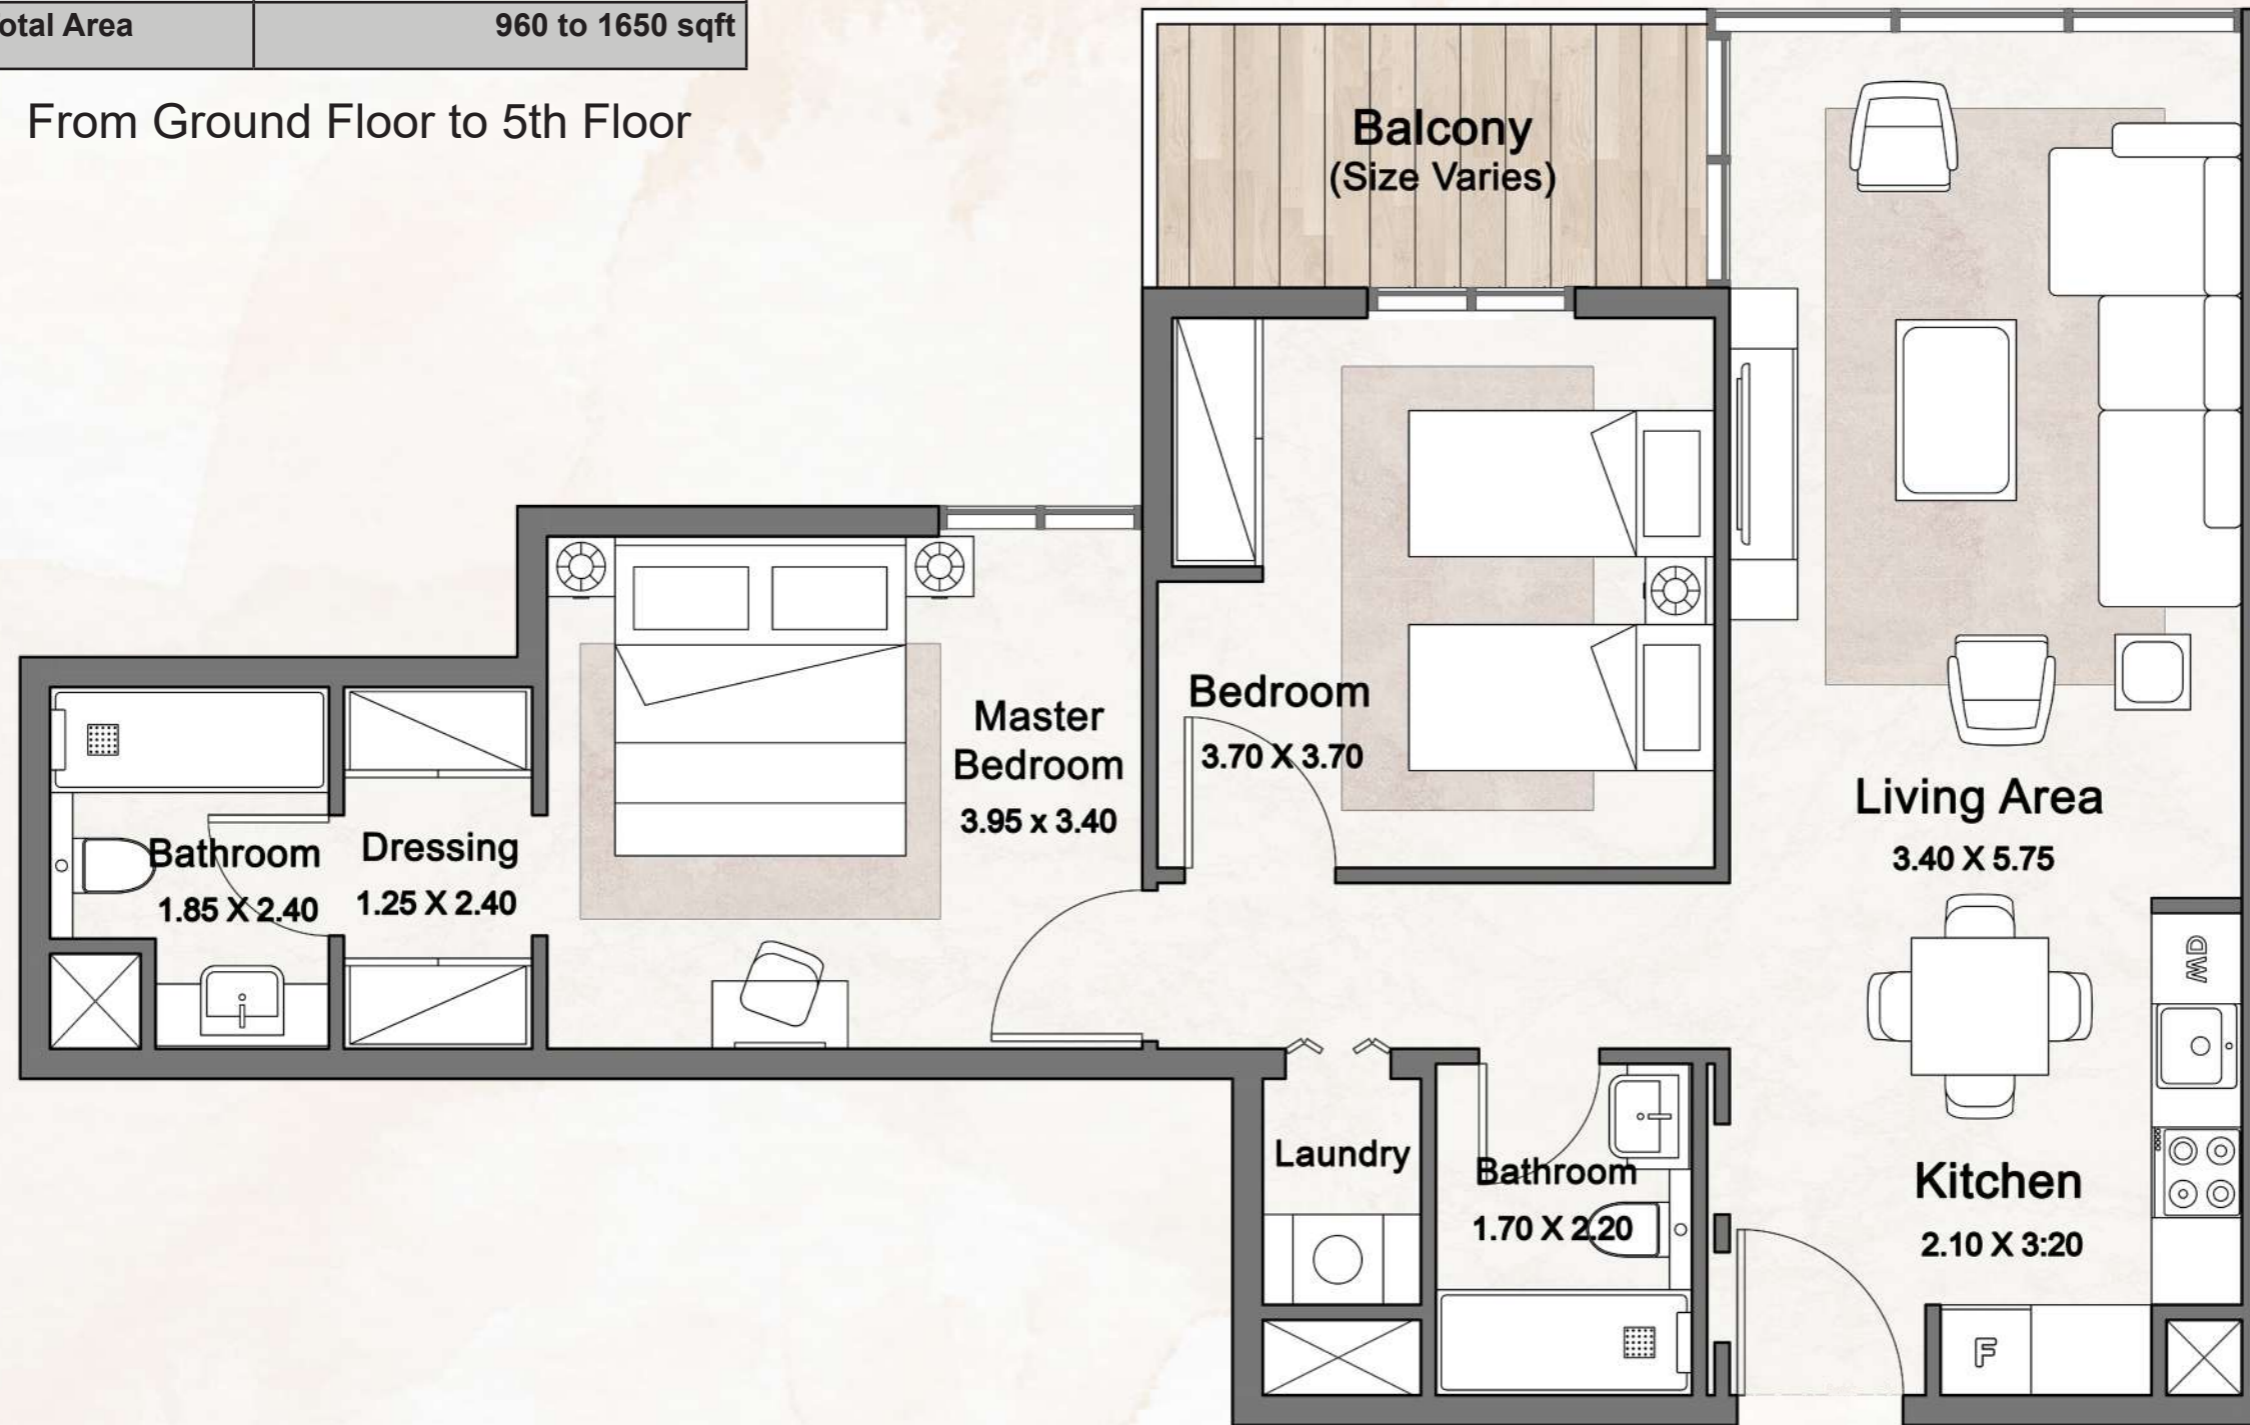 otal Area 960 to 1650 sqft
From Ground Floor to 5th Floor
Balcony
(Size Varies)
Bedroom
3.70 X 3.70
Master
Bedroom
3.95 x 3.40
Living Area
3.40 X 5.75
Bathroom
1.85 X 2.40
Dressing
1.25 X 2.40
DW
Laundry
Bathroom
1.70 X 2.20
Kitchen
2.10 X 3:20
F